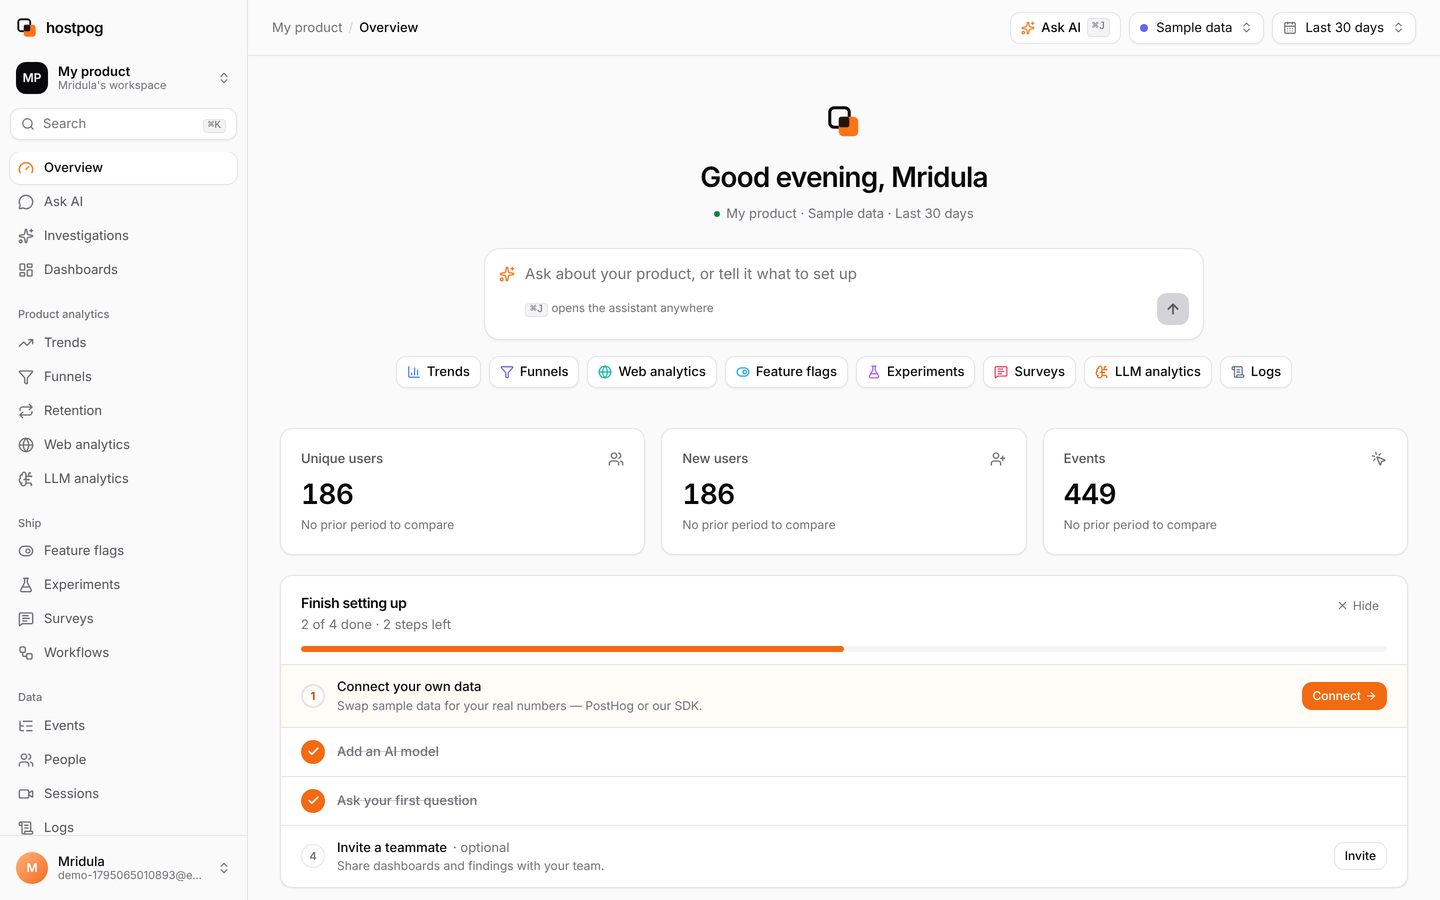 hostpog
MP
My product
Mridula's workspace
Search ⌘K
Overview
Ask AI
Investigations
Dashboards
Product analytics
Trends
Funnels
Retention
Web analytics
LLM analytics
Ship
Feature flags
Experiments
Surveys
Workflows
Data
Events
People
Sessions
Logs
M
Mridula
demo-1795065010893@e...
My product / Overview
Ask AI ⌘J
Sample data
Last 30 days
Good evening, Mridula
My product · Sample data · Last 30 days
Ask about your product, or tell it what to set up
⌘J opens the assistant anywhere
Trends
Funnels
Web analytics
Feature flags
Experiments
Surveys
LLM analytics
Logs
Unique users
186
No prior period to compare
New users
186
No prior period to compare
Events
449
No prior period to compare
Finish setting up
2 of 4 done · 2 steps left
Hide
1
Connect your own data
Swap sample data for your real numbers — PostHog or our SDK.
Connect →
Add an AI model
Ask your first question
4
Invite a teammate · optional
Share dashboards and findings with your team.
Invite